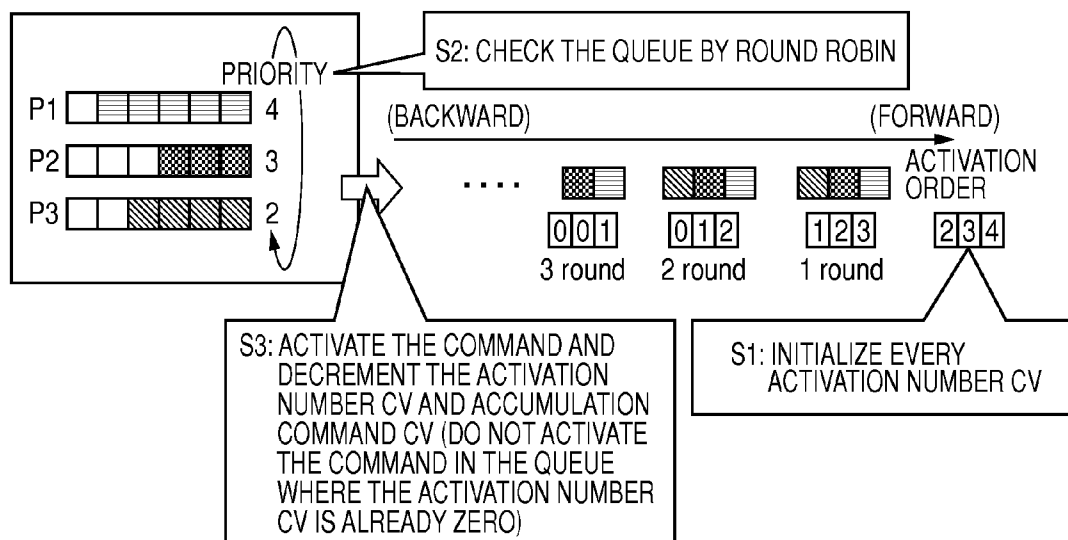 S2: CHECK THE QUEUE BY ROUND ROBIN
PRIORITY
P1 4
P2 3
P3 2
(BACKWARD) (FORWARD)
ACTIVATION
ORDER
....
0 0 1 0 1 2 1 2 3 2 3 4
3 round 2 round 1 round
S3: ACTIVATE THE COMMAND AND
DECREMENT THE ACTIVATION
NUMBER CV AND ACCUMULATION
COMMAND CV (DO NOT ACTIVATE
THE COMMAND IN THE QUEUE
WHERE THE ACTIVATION NUMBER
CV IS ALREADY ZERO)
S1: INITIALIZE EVERY
ACTIVATION NUMBER CV